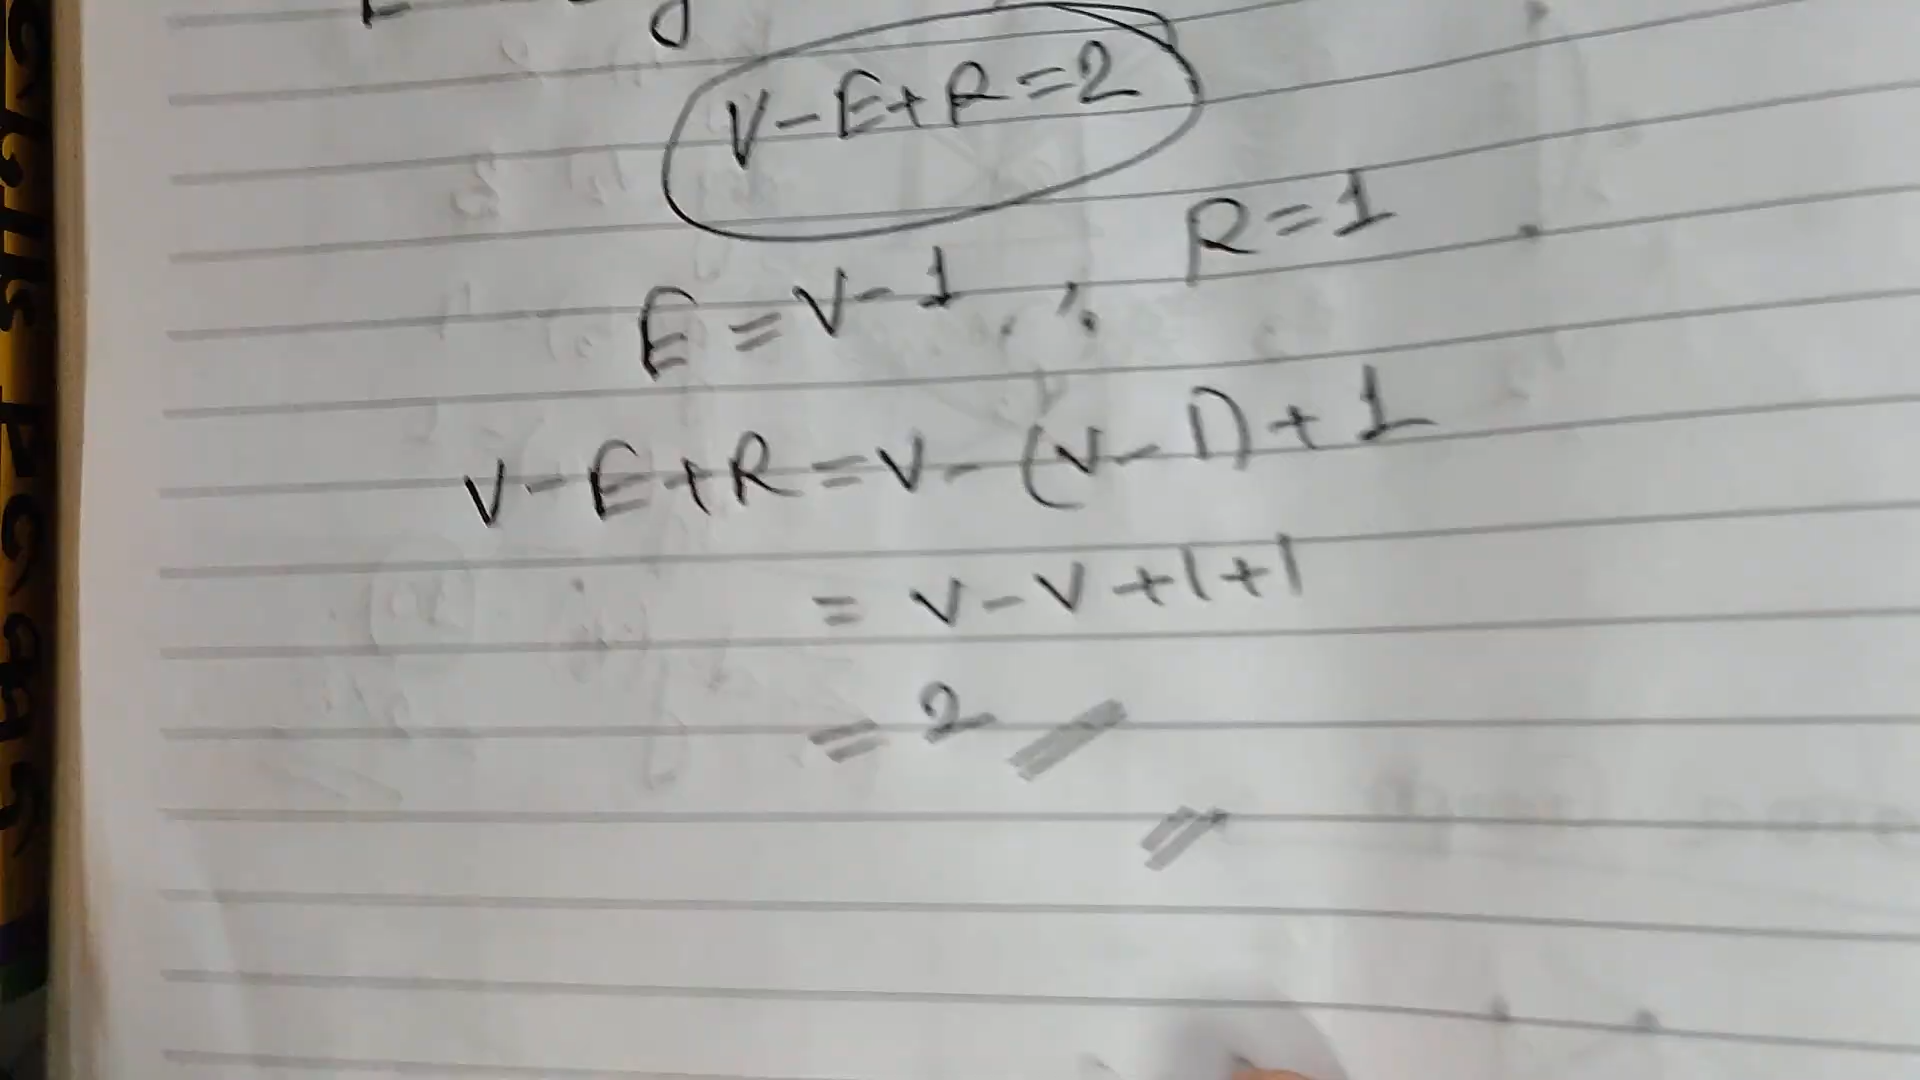 V-E+R=2
E=V-1 ; R=1
V-E+R=V-(V-1)+1
= V-V+1+1
= 2